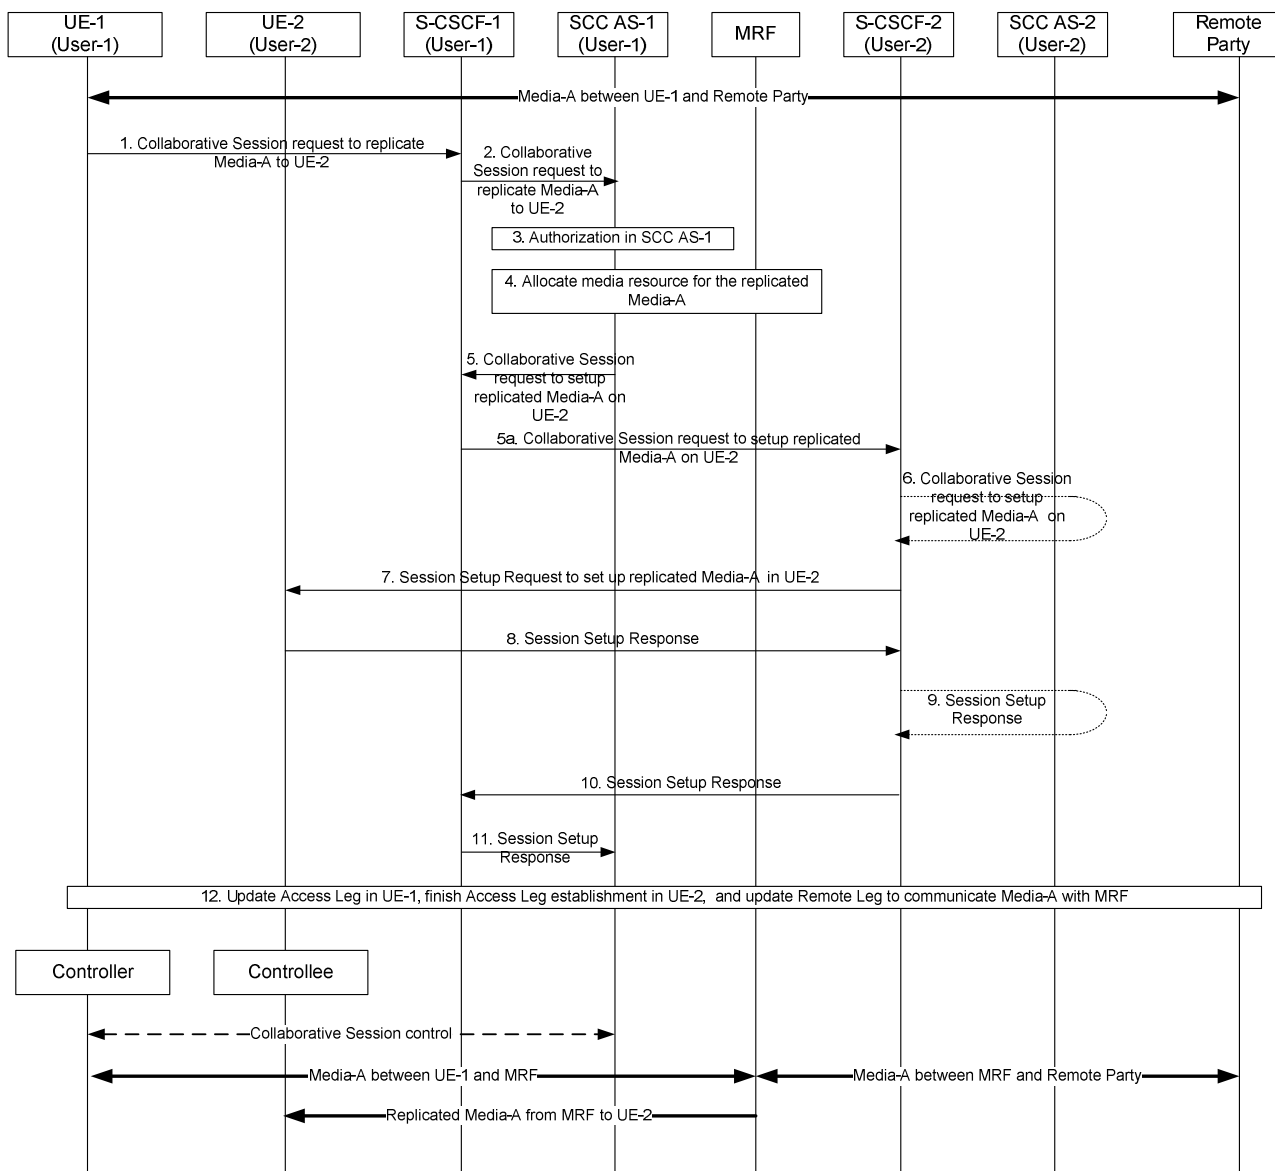 UE-1
(User-1)
UE-2
(User-2)
S-CSCF-1
(User-1)
SCC AS-1
(User-1)
MRF
S-CSCF-2
(User-2)
SCC AS-2
(User-2)
Remote
Party
Media-A between UE-1 and Remote Party
1. Collaborative Session request to replicate
Media-A to UE-2
2. Collaborative
Session request to
replicate Media-A
to UE-2
3. Authorization in SCC AS-1
4. Allocate media resource for the replicated
Media-A
5. Collaborative Session
request to setup
replicated Media-A on
UE-2
5a. Collaborative Session request to setup replicated
Media-A on UE-2
6. Collaborative Session
request to setup
replicated Media-A on
UE-2
7. Session Setup Request to set up replicated Media-A in UE-2
8. Session Setup Response
9. Session Setup
Response
10. Session Setup Response
11. Session Setup
Response
12. Update Access Leg in UE-1, finish Access Leg establishment in UE-2, and update Remote Leg to communicate Media-A with MRF
Controller
Controllee
Collaborative Session control
Media-A between UE-1 and MRF
Media-A between MRF and Remote Party
Replicated Media-A from MRF to UE-2